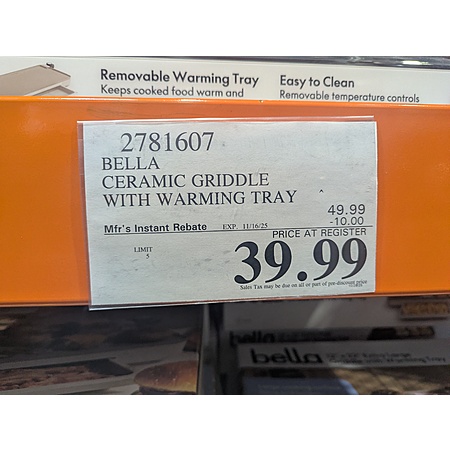 Removable Warming Tray
Keeps cooked food warm and
Easy to Clean
Removable temperature controls
2781607
BELLA
CERAMIC GRIDDLE
WITH WARMING TRAY
49.99
Mfr's Instant Rebate EXP. 11/16/25 -10.00
PRICE AT REGISTER
LIMIT
5
39.99
Sales Tax may be due on all or part of pre-discount price
bella
bella